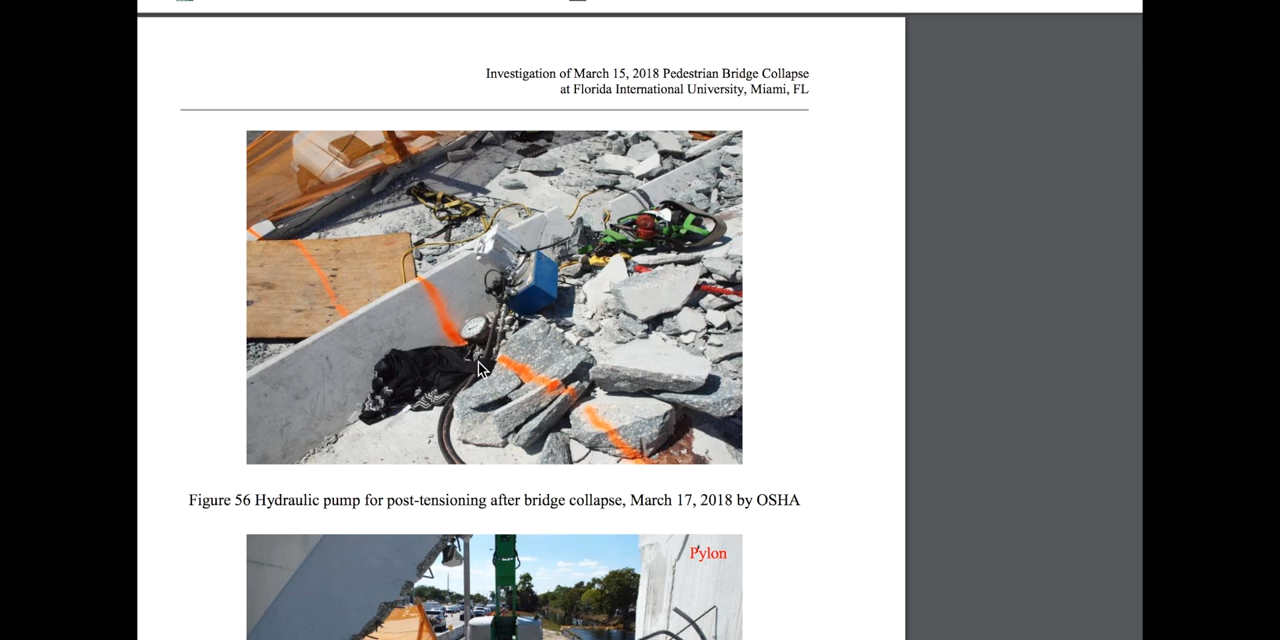 Investigation of March 15, 2018 Pedestrian Bridge Collapse
at Florida International University, Miami, FL
Figure 56 Hydraulic pump for post-tensioning after bridge collapse, March 17, 2018 by OSHA
Pylon